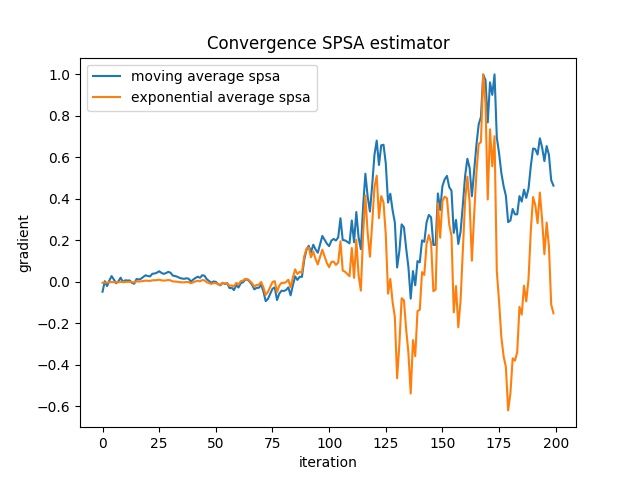 Convergence SPSA estimator
moving average spsa
exponential average spsa
gradient
1.0
0.8
0.6
0.4
0.2
0.0
−0.2
−0.4
−0.6
0 25 50 75 100 125 150 175 200
iteration